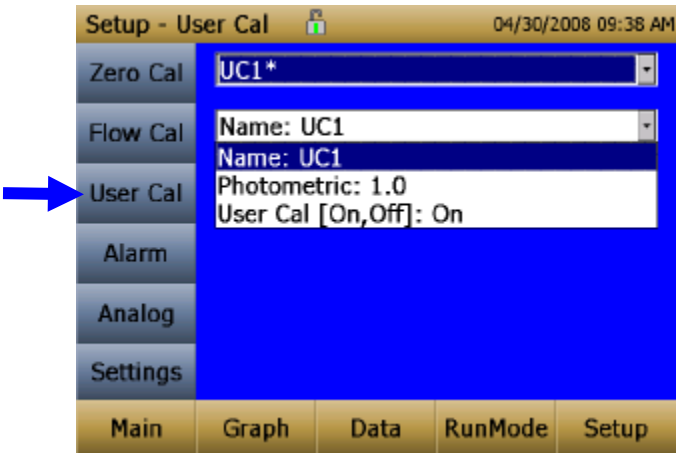 Setup - User Cal 04/30/2008 09:38 AM
Zero Cal
UC1*
Flow Cal
Name: UC1
Name: UC1
User Cal
Photometric: 1.0
User Cal [On,Off]: On
Alarm
Analog
Settings
Main Graph Data RunMode Setup